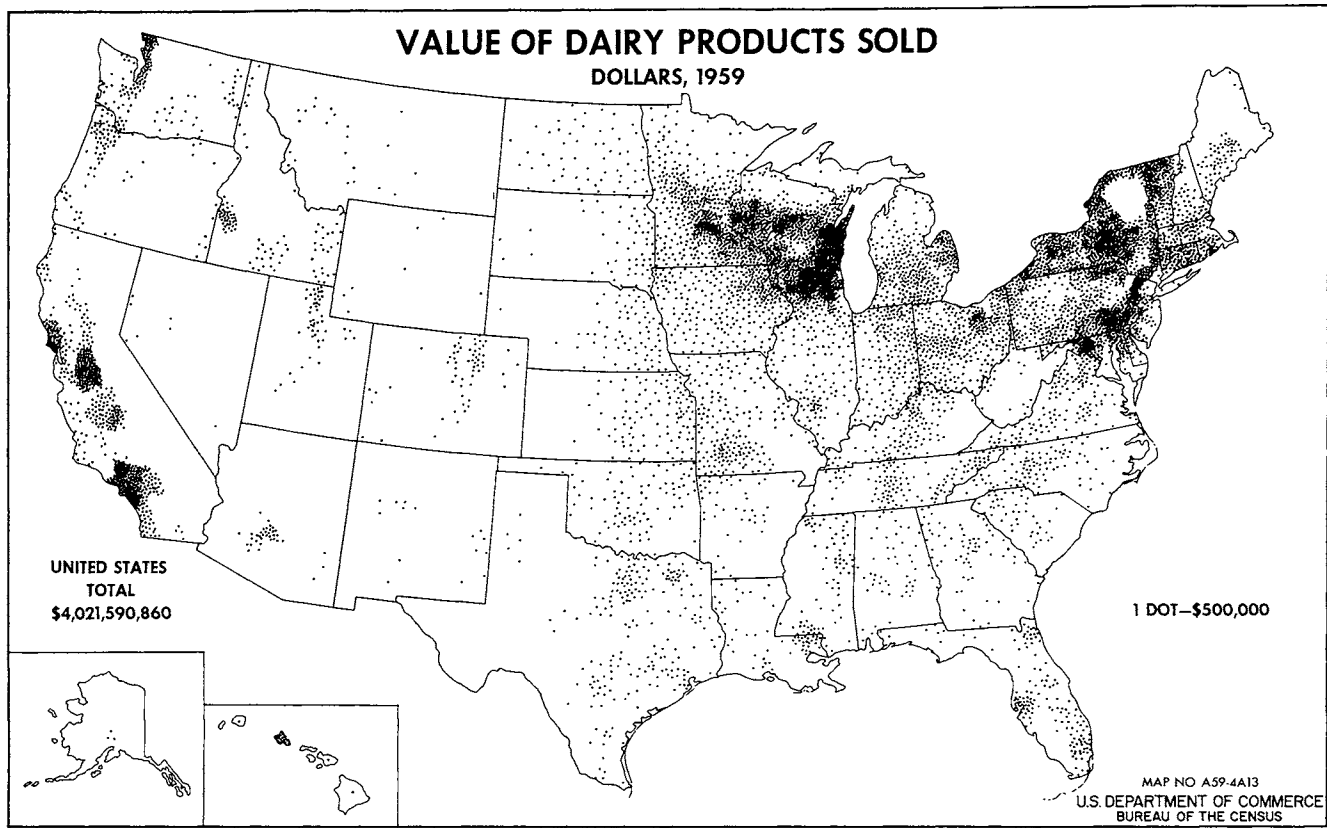 VALUE OF DAIRY PRODUCTS SOLD
DOLLARS, 1959
UNITED STATES
TOTAL
$4,021,590,860
1 DOT—$500,000
MAP NO A59-4A13
U.S. DEPARTMENT OF COMMERCE
BUREAU OF THE CENSUS